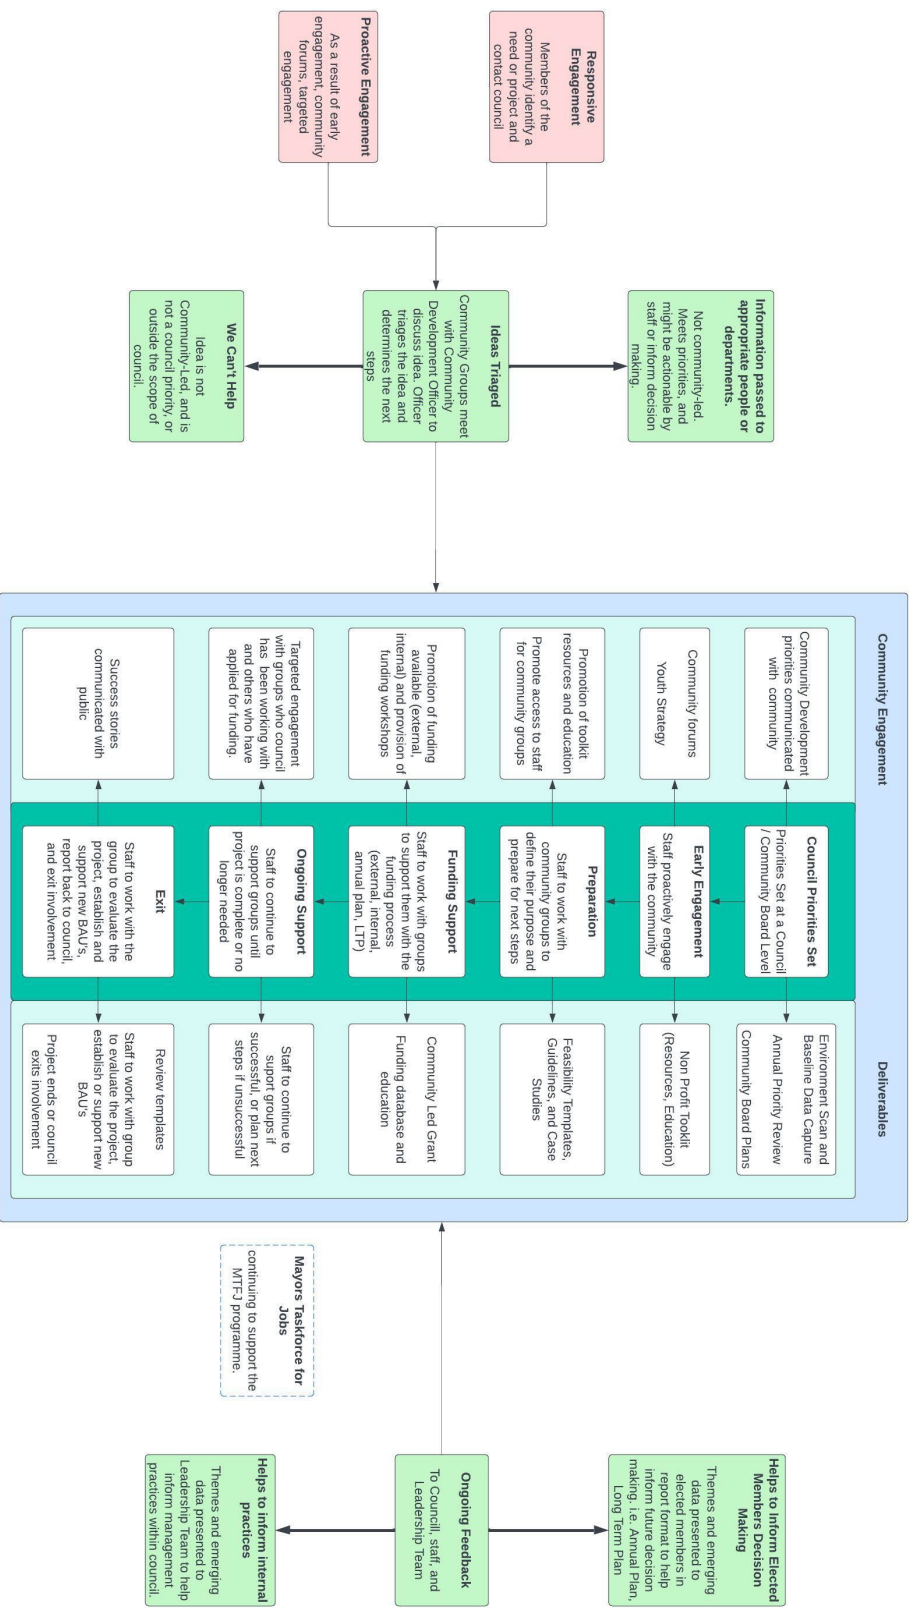 Responsive
Engagement
Members of the
community identify a
need or project and
contact council
Proactive Engagement
As a result of early
engagement, community
forums, targeted
engagement
Information passed to
appropriate people or
departments.
Not community-led.
Meets priorities, and
might be actionable by
staff or inform decision
making.
Ideas Triaged
Community Groups meet
with Community
Development Officer to
discuss idea. Officer
triages the idea and
determines the next
steps
We Can't Help
Idea is not
Community-Led, and is
not a council priority, or
outside the scope of
council.
Community Engagement
Deliverables
Community Development
priorities communicated
with community
Council Priorities Set
Priorities Set at a Council
/ Community Board Level
Environment Scan and
Baseline Data Capture
Annual Priority Review
Community Board Plans
Community forums
Youth Strategy
Early Engagement
Staff proactively engage
with the community
Non Profit Tooklit
(Resources, Education)
Promotion of toolkit
resources and education
Promote access to staff
for community groups
Preparation
Staff to work with
community groups to
define their purpose and
prepare for next steps
Feasibility Templates,
Guidelines, and Case
Studies
Promotion of funding
available (external,
internal) and provision of
funding workshops
Funding Support
Staff to work with groups
to support them with the
funding process
(external, internal,
annual plan, LTP)
Community Led Grant
Funding database and
education
Targeted engagement
with groups who council
has been working with
and others who have
applied for funding.
Ongoing Support
Staff to continue to
support groups until
project is complete or no
longer needed
Staff to continue to
suport groups if
successful, or plan next
steps if unsuccessful
Success stories
communicated with
public
Exit
Staff to work with the
group to evaluate the
project, establish and
support new BAU's,
report back to council,
and exit involvement
Review templates
Staff to work with group
to evaluate the project,
establish or support new
BAU's
Project ends or council
exits involvement
Mayors Taskforce for
Jobs
continuing to support the
MTFJ programme.
Helps to Inform Elected
Members Decision
Making
Themes and emerging
data presented to
elected members in
report format to help
inform future decision
making. i.e. Annual Plan,
Long Term Plan
Ongoing Feedback
To Councill, staff, and
Leadership Team
Helps to inform internal
practices
Themes and emerging
data presented to
Leadership Team to help
inform management
practices within council.